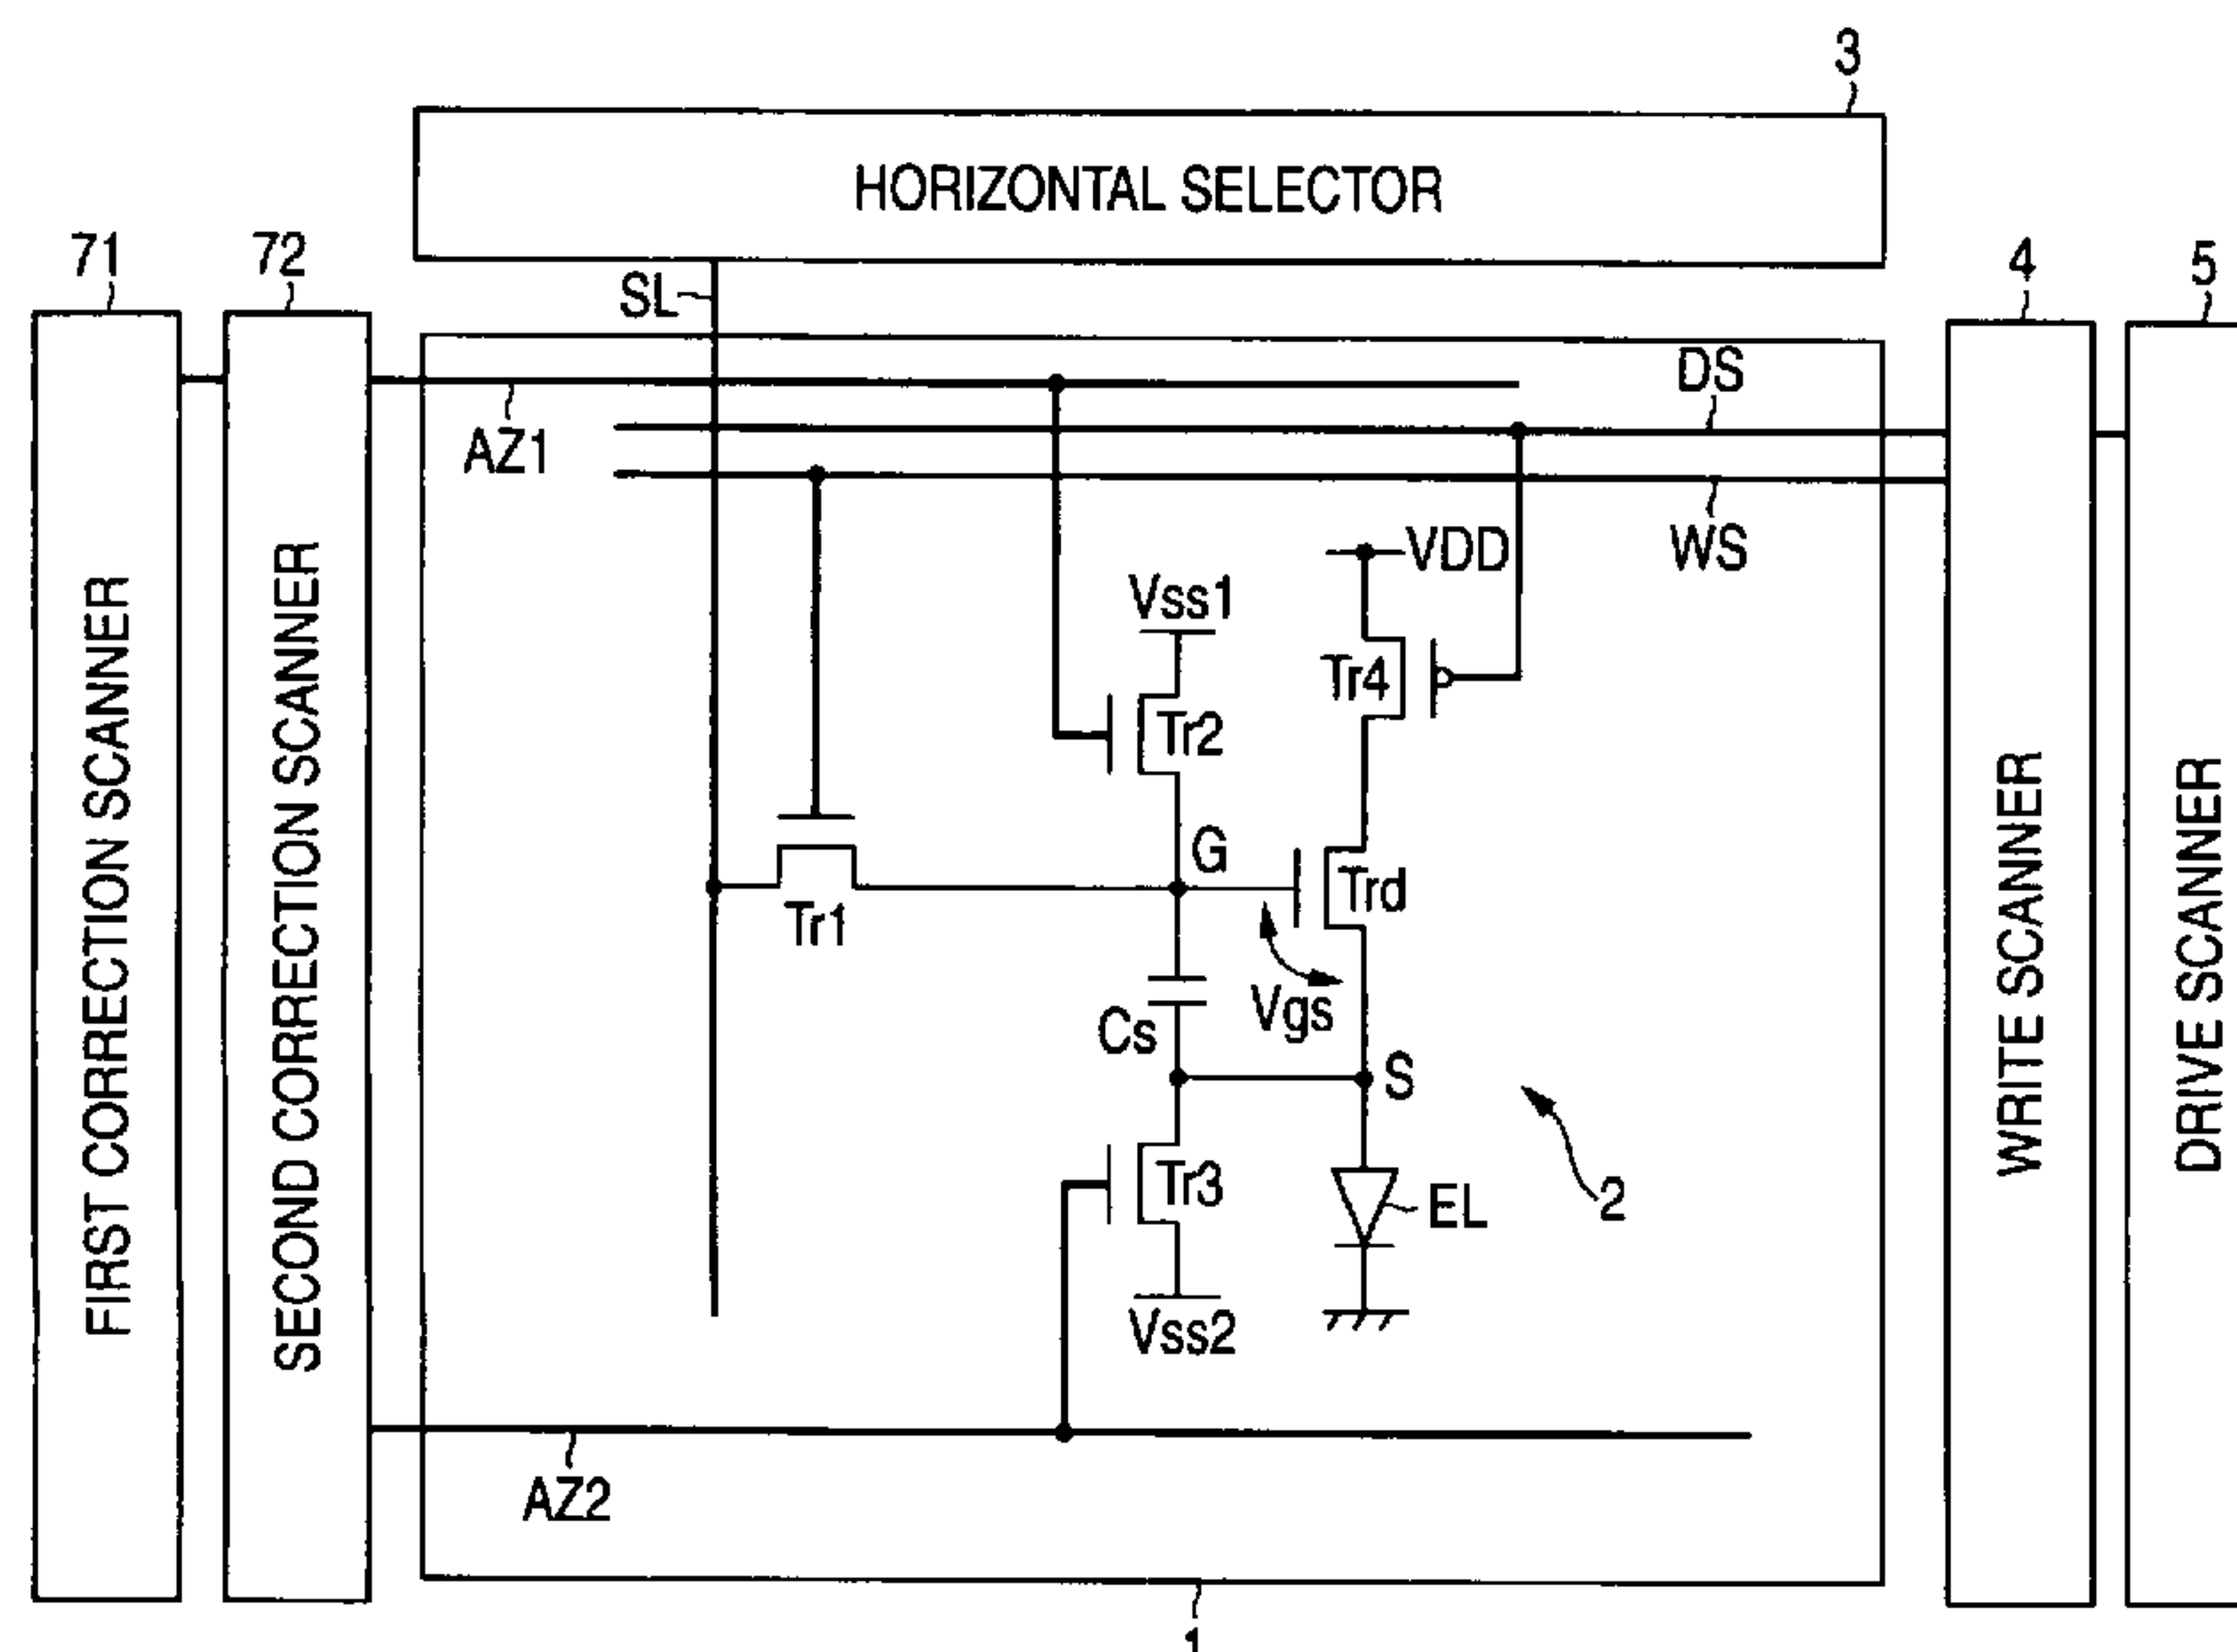 3
HORIZONTAL SELECTOR
71
72
4
5
SL
DS
AZ1
WS
VDD
Vss1
Tr4
Tr2
G
Trd
Tr1
Vgs
Cs
S
Tr3
EL
2
Vss2
AZ2
1
FIRST CORRECTION SCANNER
SECOND CORRECTION SCANNER
WRITE SCANNER
DRIVE SCANNER